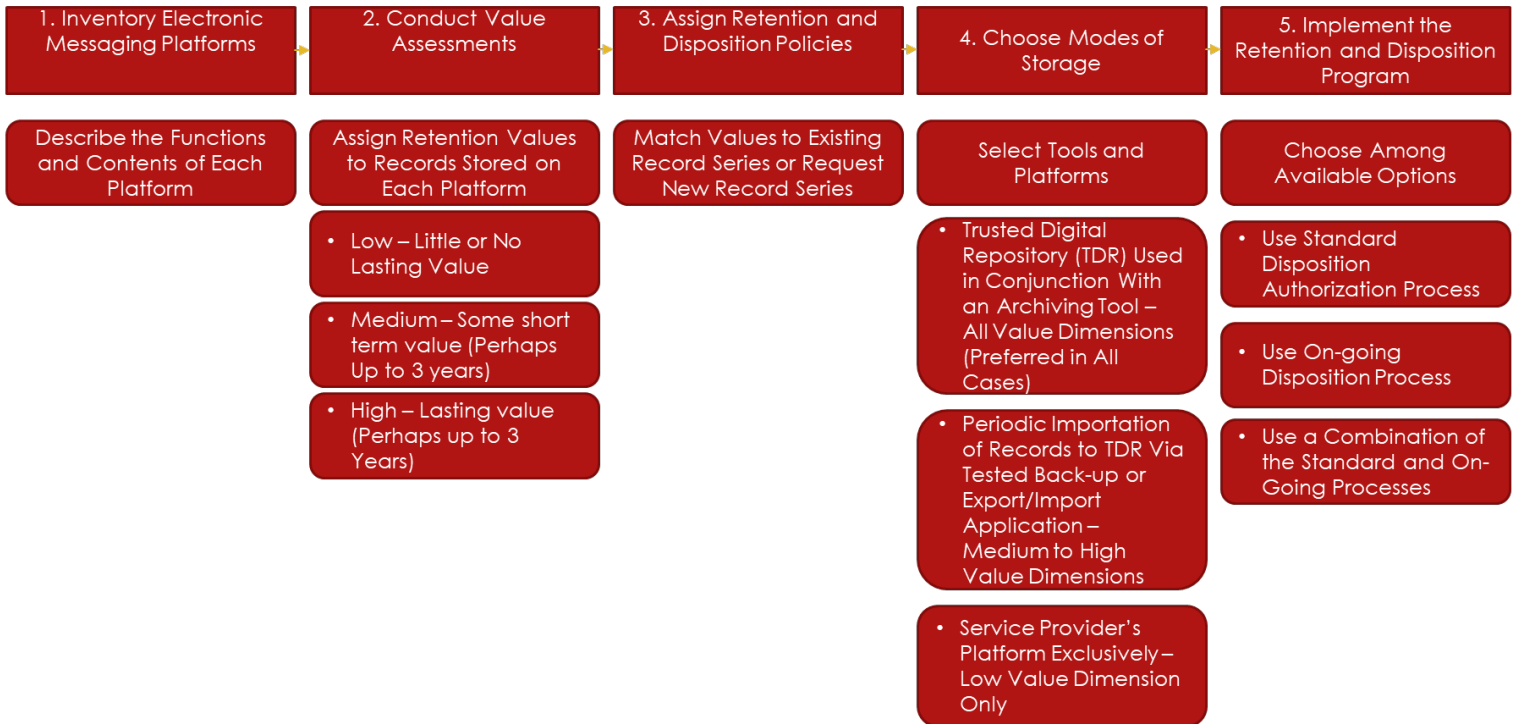 1. Inventory Electronic
Messaging Platforms
2. Conduct Value
Assessments
3. Assign Retention and
Disposition Policies
4. Choose Modes of
Storage
5. Implement the
Retention and Disposition
Program
Describe the Functions
and Contents of Each
Platform
Assign Retention Values
to Records Stored on
Each Platform
Match Values to Existing
Record Series or Request
New Record Series
Select Tools and
Platforms
Choose Among
Available Options
• Low – Little or No
Lasting Value
• Medium – Some short
term value (Perhaps
Up to 3 years)
• High – Lasting value
(Perhaps up to 3
Years)
• Trusted Digital
Repository (TDR) Used
in Conjunction With
an Archiving Tool –
All Value Dimensions
(Preferred in All
Cases)
• Periodic Importation
of Records to TDR Via
Tested Back-up or
Export/Import
Application –
Medium to High
Value Dimensions
• Service Provider’s
Platform Exclusively –
Low Value Dimension
Only
• Use Standard
Disposition
Authorization Process
• Use On-going
Disposition Process
• Use a Combination of
the Standard and On-
Going Processes